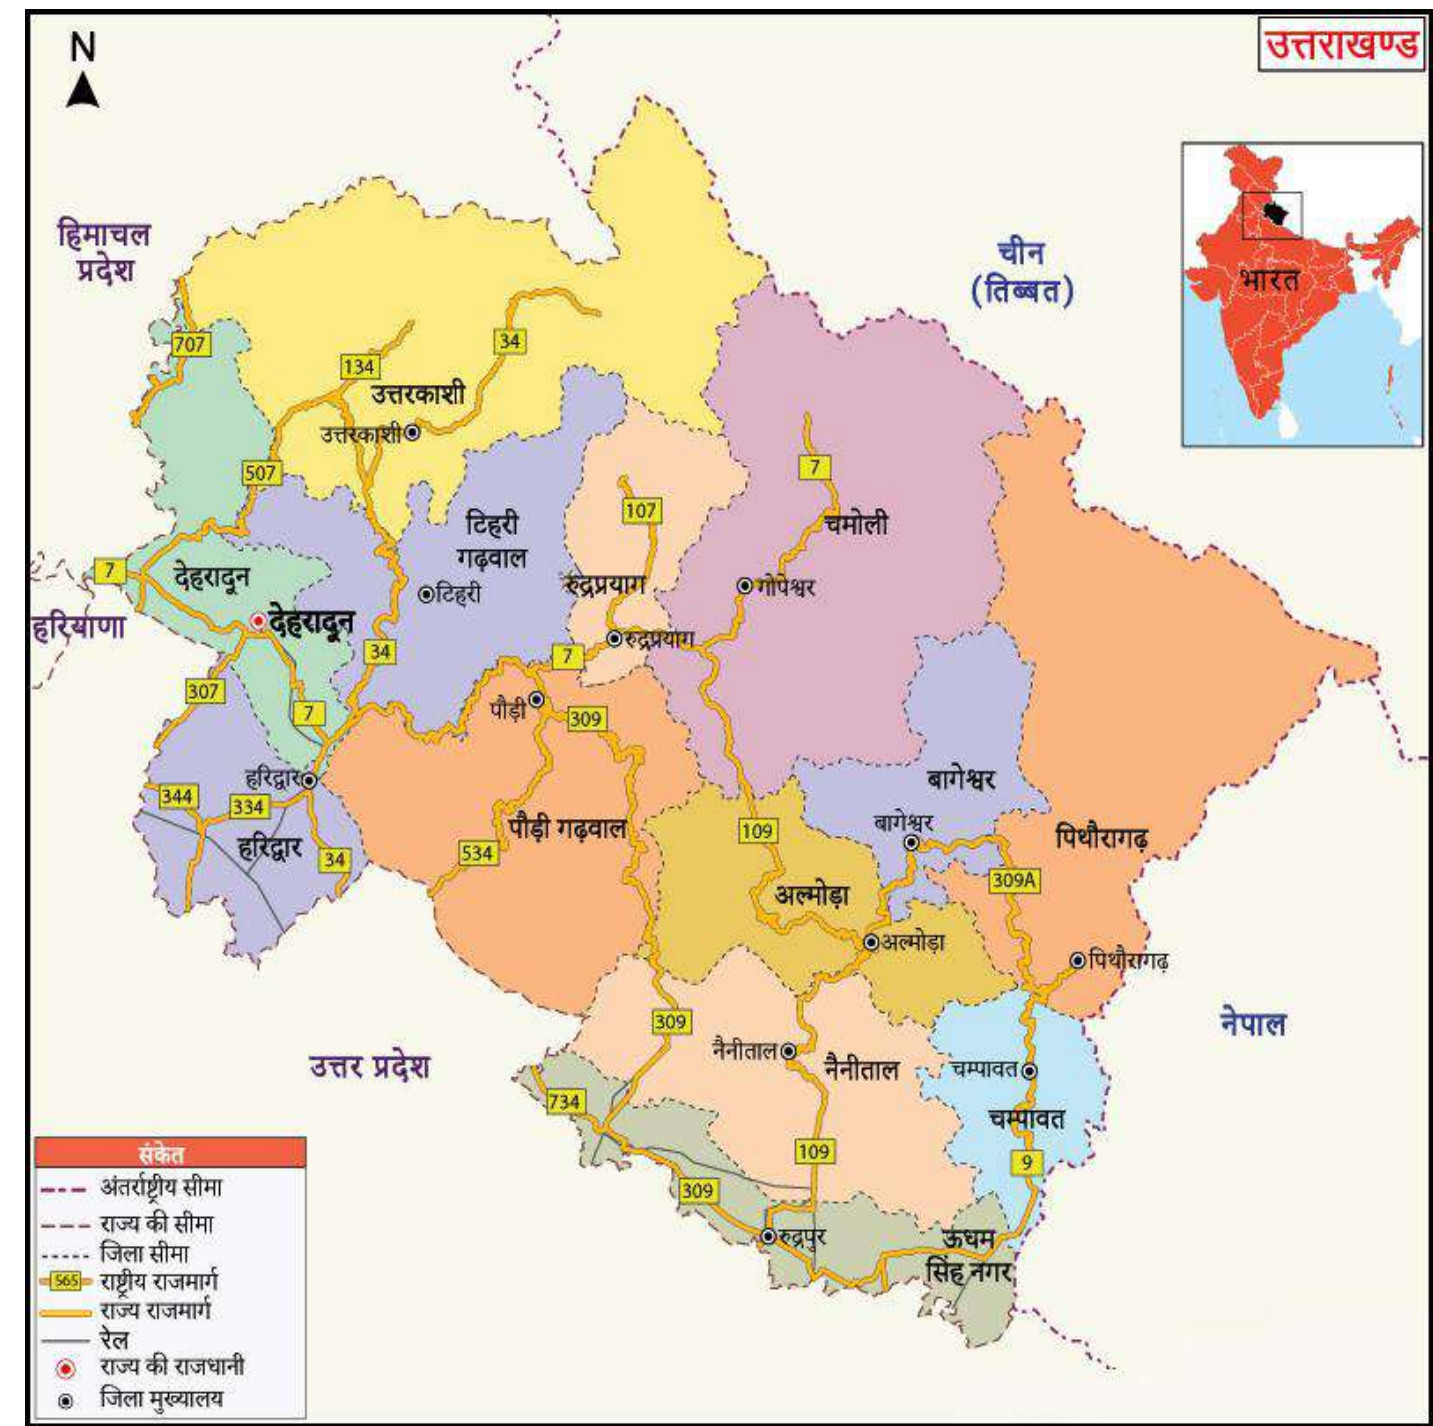 उत्तराखण्ड
N
हिमाचल
प्रदेश
चीन
(तिब्बत)
भारत
707
134
34
उत्तरकाशी
उत्तरकाशी
507
7
टिहरी
गढ़वाल
107
चमोली
7
देहरादून
टिहरी
रुद्रप्रयाग
गोपेश्वर
हरियाणा
देहरादून
34
7
रुद्रप्रयाग
307
7
पौड़ी
309
हरिद्वार
344
334
हरिद्वार
34
534
पौड़ी गढ़वाल
109
बागेश्वर
बागेश्वर
पिथौरागढ़
309A
अल्मोड़ा
अल्मोड़ा
पिथौरागढ़
309
नेपाल
उत्तर प्रदेश
नैनीताल
नैनीताल
चम्पावत
चम्पावत
734
109
9
309
रुद्रपुर
ऊधम
सिंह नगर
संकेत
अंतर्राष्ट्रीय सीमा
राज्य की सीमा
जिला सीमा
565 राष्ट्रीय राजमार्ग
राज्य राजमार्ग
रेल
राज्य की राजधानी
जिला मुख्यालय